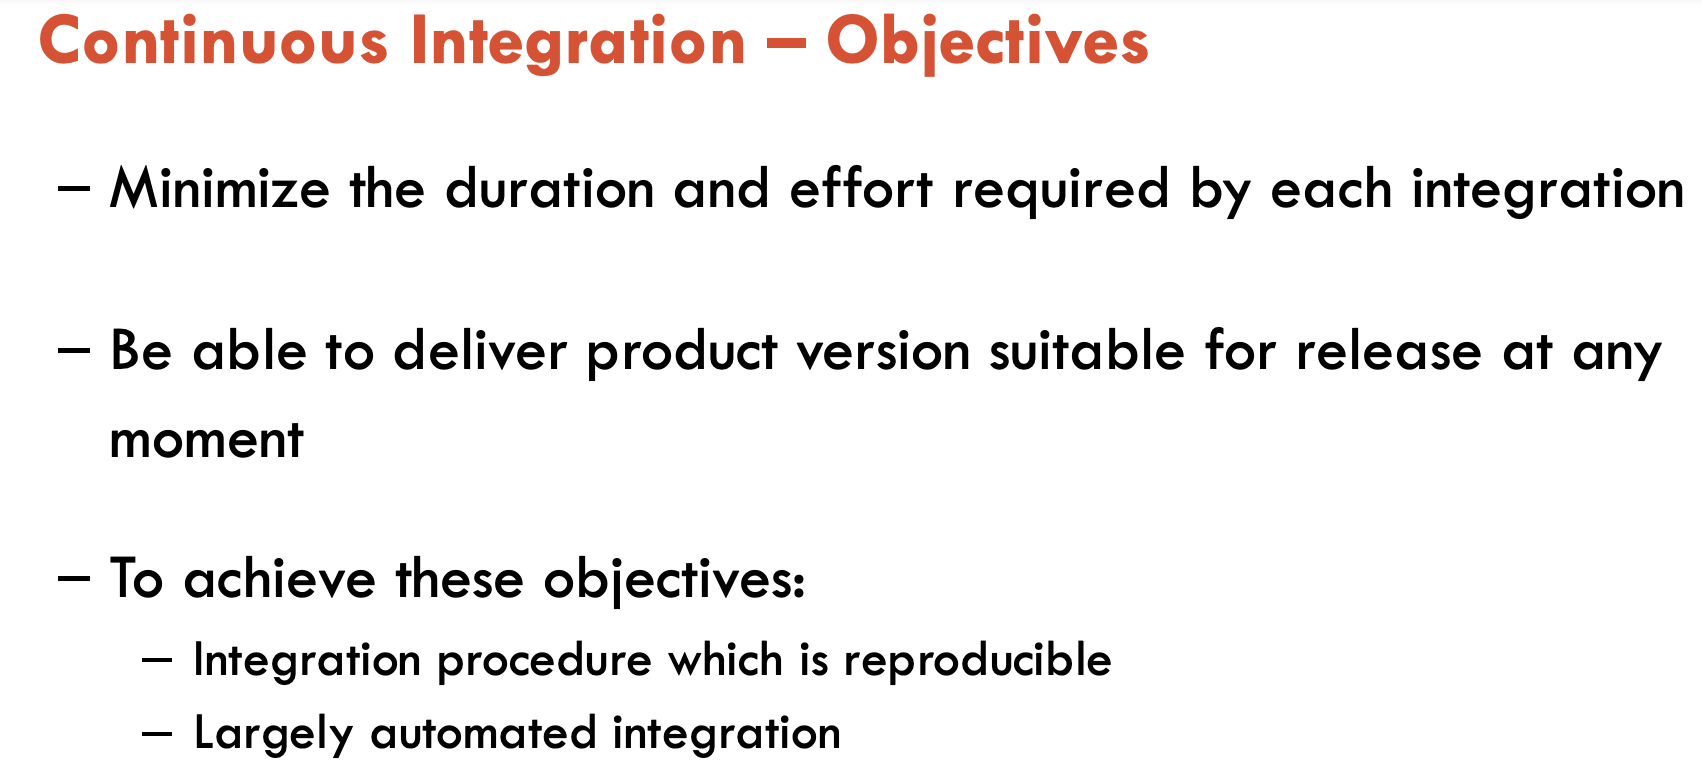 Continuous Integration – Objectives
– Minimize the duration and effort required by each integration
– Be able to deliver product version suitable for release at any
moment
– To achieve these objectives:
– Integration procedure which is reproducible
– Largely automated integration